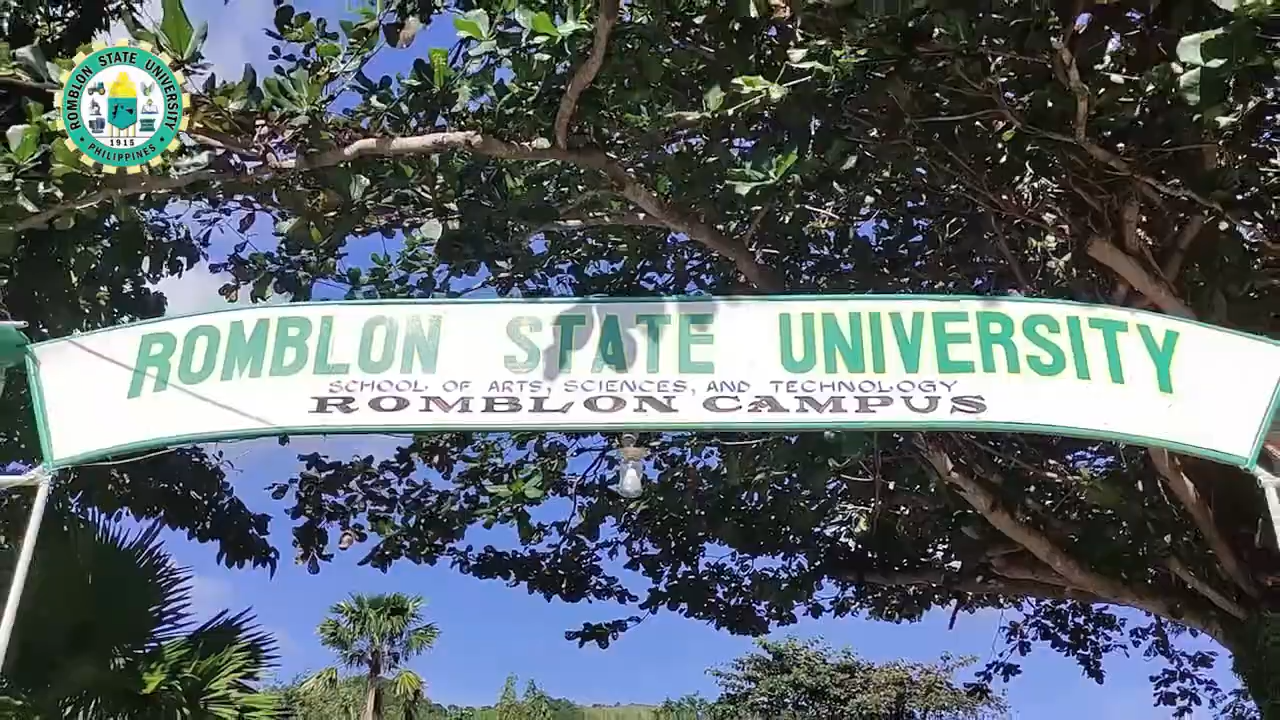 ROMBLON STATE UNIVERSITY
1915
PHILIPPINES
ROMBLON STATE UNIVERSITY
SCHOOL OF ARTS, SCIENCES, AND TECHNOLOGY
ROMBLON CAMPUS